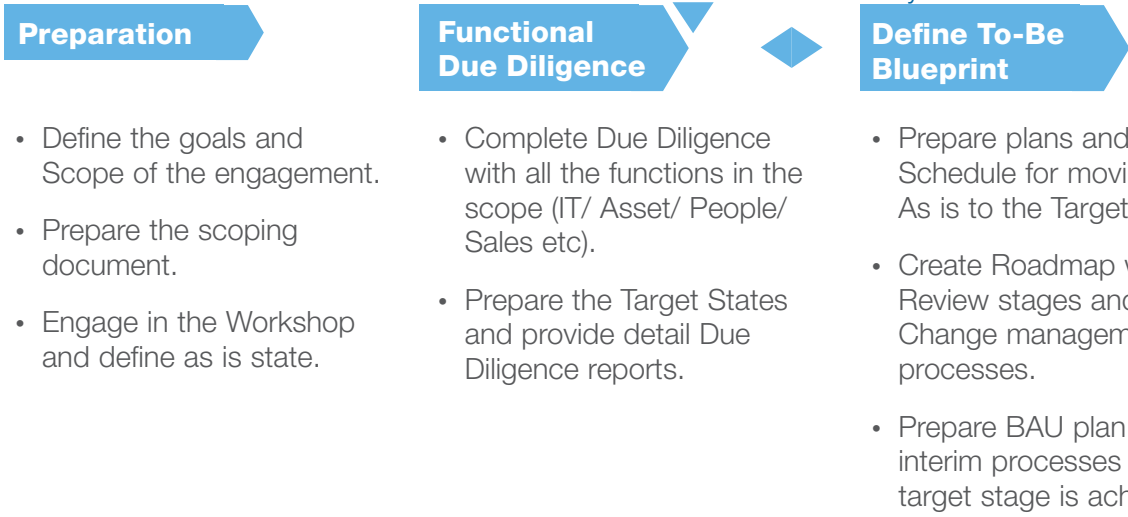 Preparation
• Define the goals and
Scope of the engagement.
• Prepare the scoping
document.
• Engage in the Workshop
and define as is state.
Functional
Due Diligence
• Complete Due Diligence
with all the functions in the
scope (IT/ Asset/ People/
Sales etc).
• Prepare the Target States
and provide detail Due
Diligence reports.
Define To-Be
Blueprint
• Prepare plans and
Schedule for movi
As is to the Target
• Create Roadmap
Review stages and
Change managem
processes.
• Prepare BAU plan
interim processes
target stage is ach